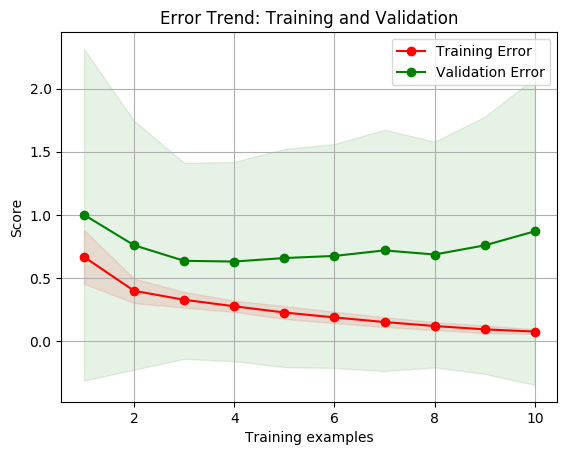 Error Trend: Training and Validation
Training Error
Validation Error
Score
2.0
1.5
1.0
0.5
0.0
2
4
6
8
10
Training examples